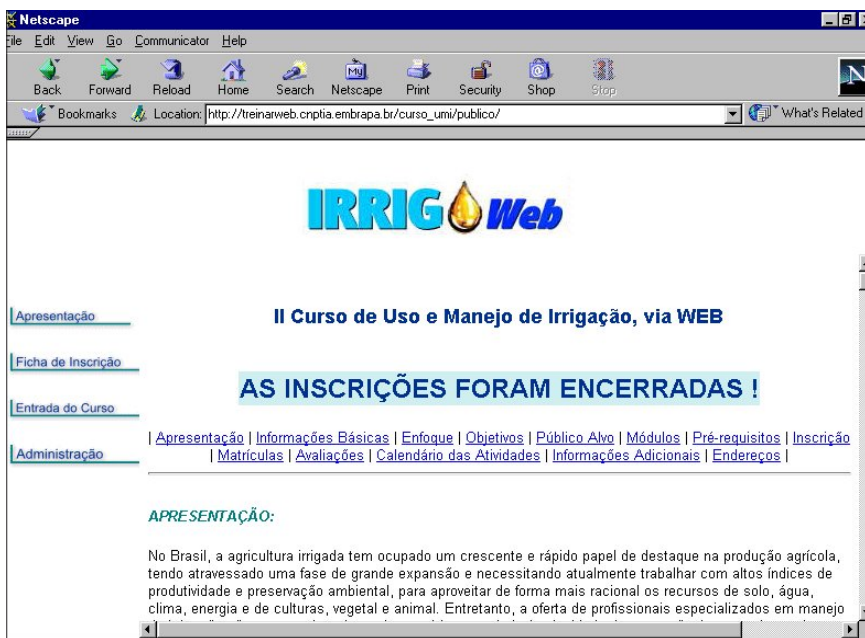 Netscape
File Edit View Go Communicator Help
Back Forward Reload Home Search Netscape Print Security Shop Stop
Bookmarks Location: http://treinarweb.cnptia.embrapa.br/curso_umi/publico/ What's Related
IRRIG Web
Apresentação
Ficha de Inscrição
Entrada do Curso
Administração
II Curso de Uso e Manejo de Irrigação, via WEB
AS INSCRIÇÕES FORAM ENCERRADAS !
| Apresentação | Informações Básicas | Enfoque | Objetivos | Público Alvo | Módulos | Pré-requisitos | Inscrição
| Matrículas | Avaliações | Calendário das Atividades | Informações Adicionais | Endereços |
APRESENTAÇÃO:
No Brasil, a agricultura irrigada tem ocupado um crescente e rápido papel de destaque na produção agrícola,
tendo atravessado uma fase de grande expansão e necessitando atualmente trabalhar com altos índices de
produtividade e preservação ambiental, para aproveitar de forma mais racional os recursos de solo, água,
clima, energia e de culturas, vegetal e animal. Entretanto, a oferta de profissionais especializados em manejo